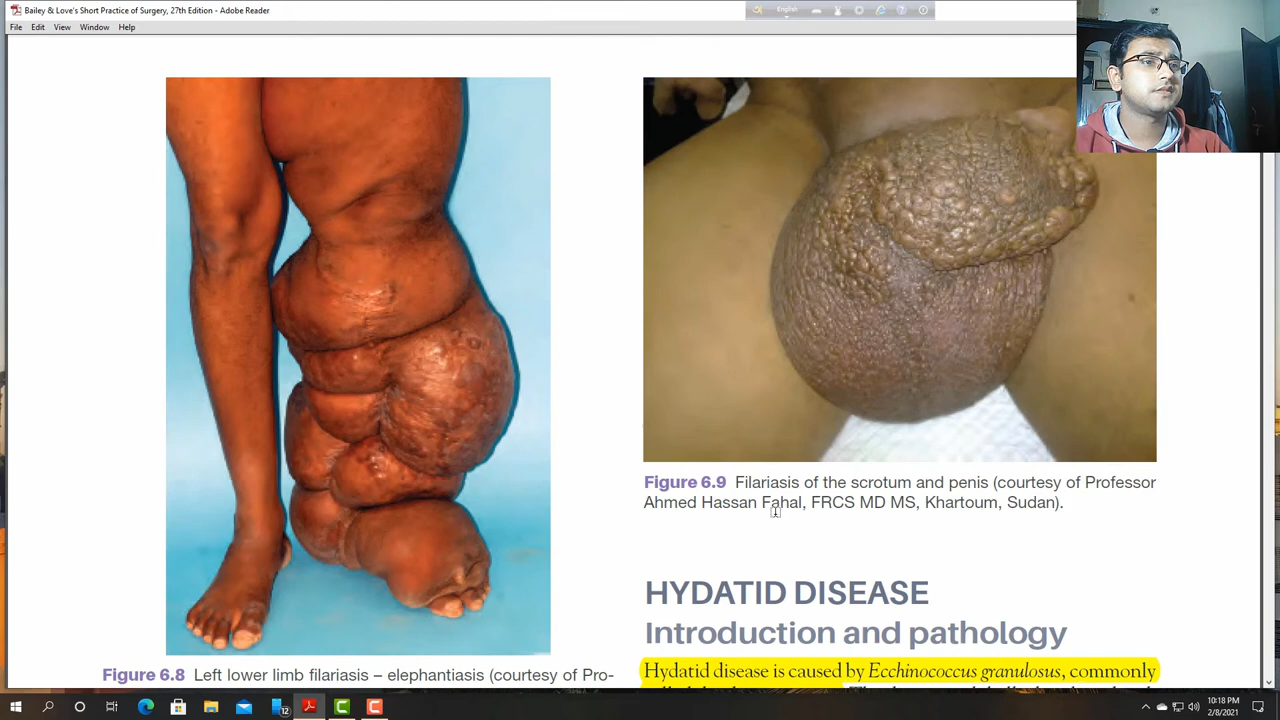 Bailey & Love's Short Practice of Surgery, 27th Edition - Adobe Reader
English
File Edit View Window Help
Figure 6.9 Filariasis of the scrotum and penis (courtesy of Professor
Ahmed Hassan Fahal, FRCS MD MS, Khartoum, Sudan).
HYDATID DISEASE
Introduction and pathology
Hydatid disease is caused by Ecchinococcus granulosus, commonly
Figure 6.8 Left lower limb filariasis – elephantiasis (courtesy of Pro-
10:18 PM
2/8/2021